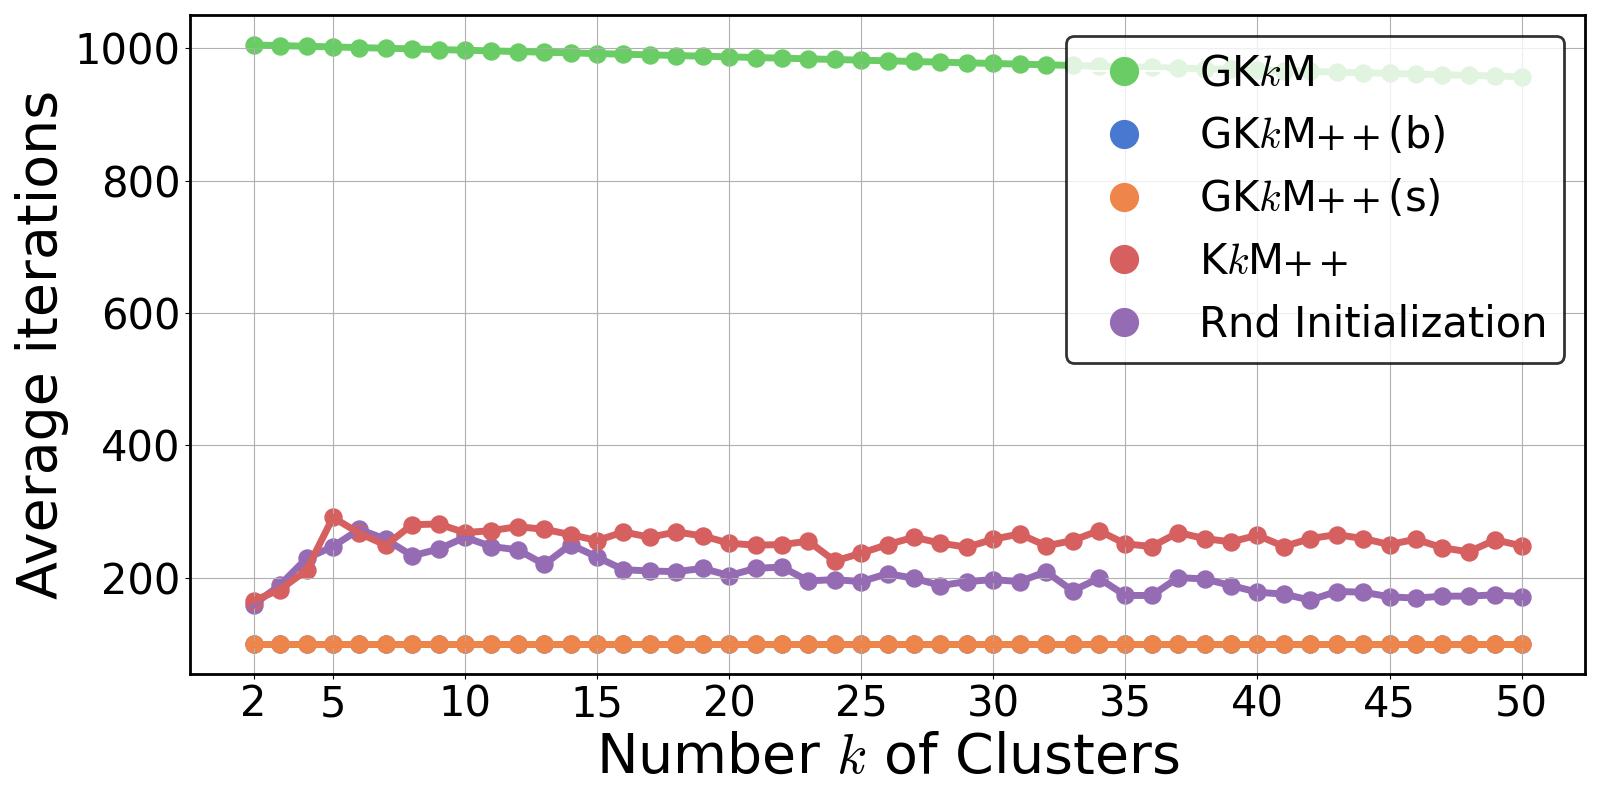 Average iterations
1000
800
600
400
200
GKkM
GKkM++(b)
GKkM++(s)
KkM++
Rnd Initialization
2 5 10 15 20 25 30 35 40 45 50
Number k of Clusters